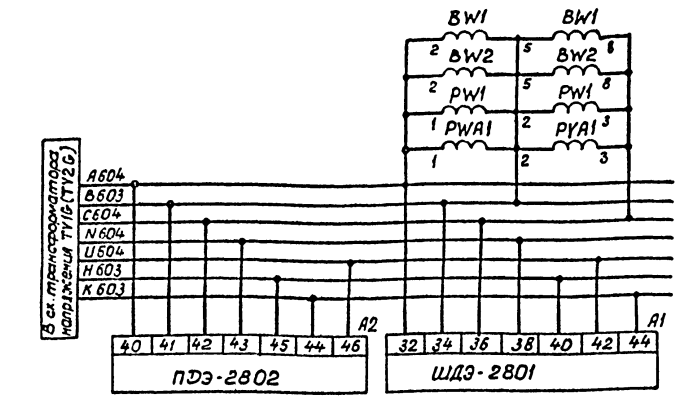 BW1 BW1
2 5 6
BW2 BW2
2 5 8
PW1 PW1
1 2 3
PWA1 PVA1
1 2 3
В сх. трансформатора
напряжения TV1G (TV2G)
A604
B603
C604
N604
U504
H603
K603
A2 A1
40 41 42 43 45 44 46 32 34 36 38 40 42 44
ПДЭ-2802 ШДЭ-2801